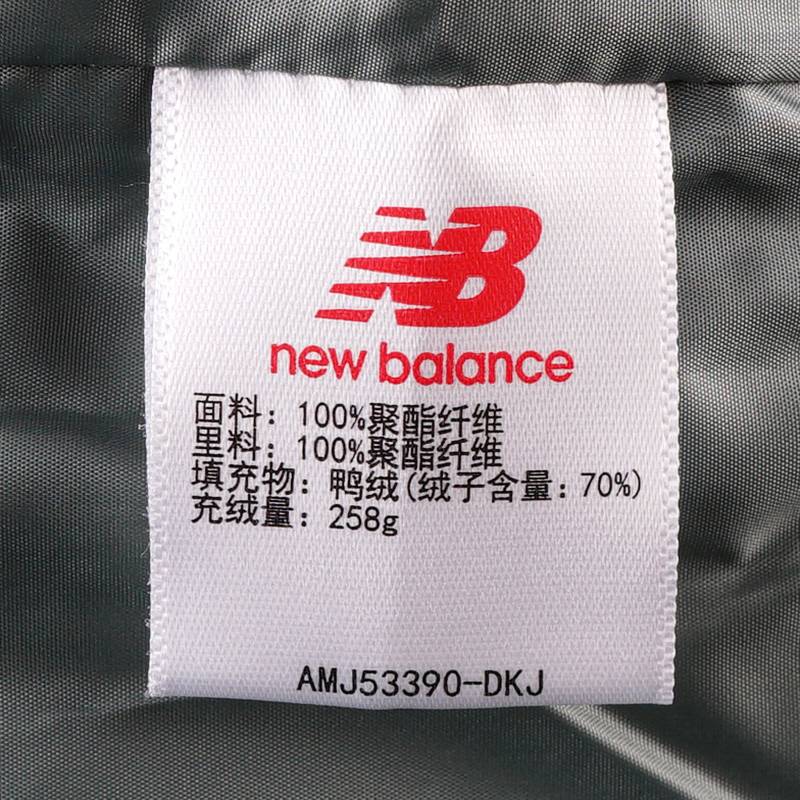 NB
new balance
面料：100%聚酯纤维
里料：100%聚酯纤维
填充物：鸭绒(绒子含量：70%)
充绒量：258g
AMJ53390-DKJ